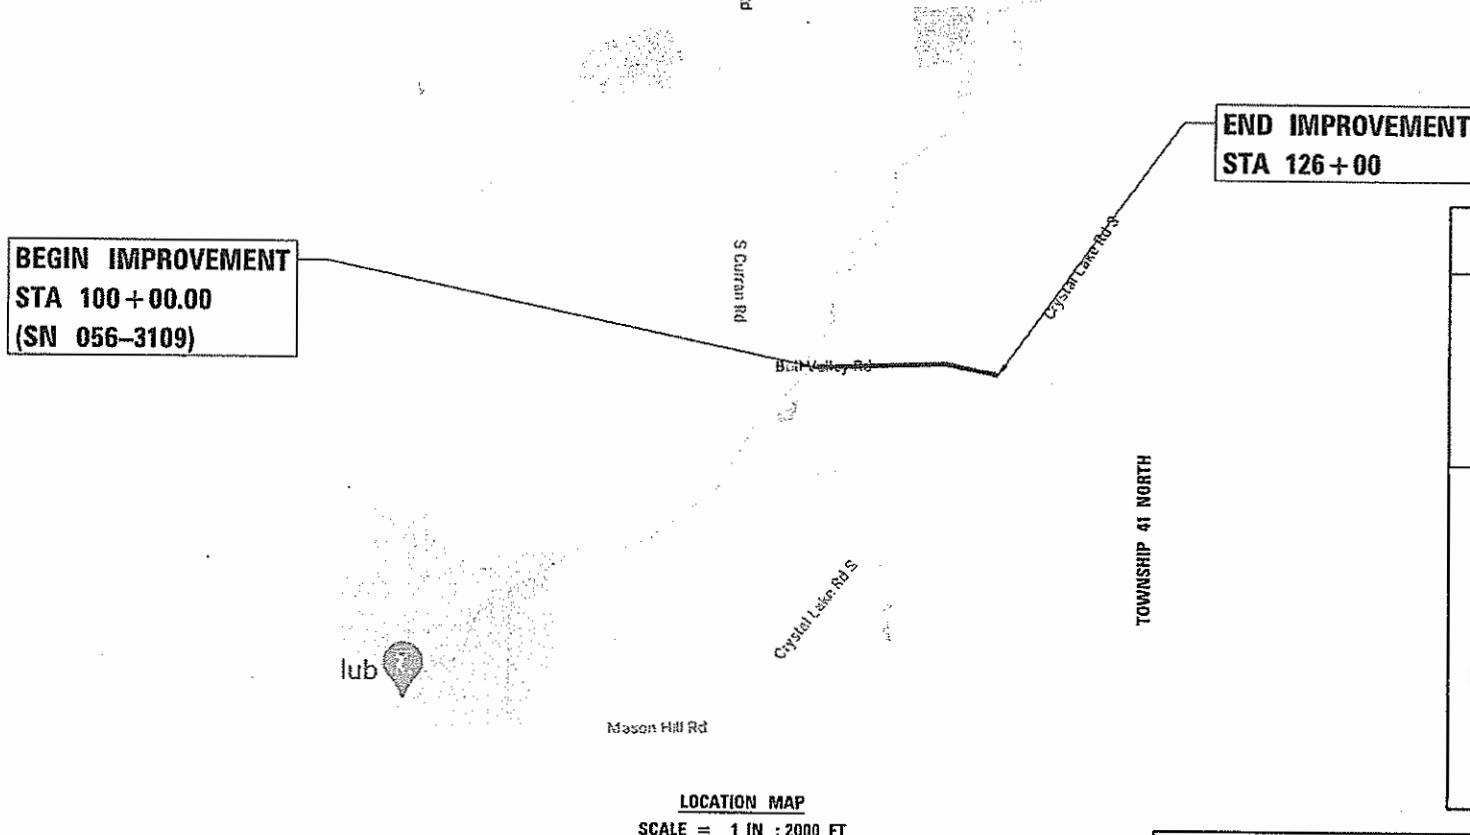 END IMPROVEMENT
STA 126+00
BEGIN IMPROVEMENT
STA 100+00.00
(SN 056-3109)
S Curran Rd
Crystal Lake Rd S
Bull Valley Rd
TOWNSHIP 41 NORTH
Crystal Lake Rd S
lub
Mason Hill Rd
LOCATION MAP
SCALE = 1 IN : 2000 FT